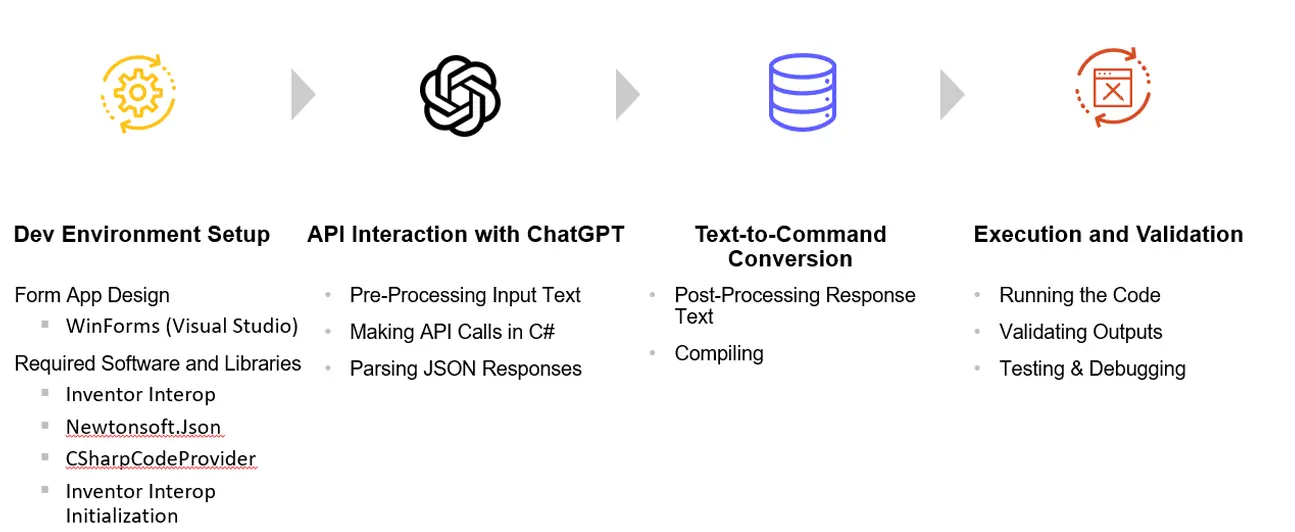 Dev Environment Setup
Form App Design
WinForms (Visual Studio)
Required Software and Libraries
Inventor Interop
Newtonsoft.Json
CSharpCodeProvider
Inventor Interop
Initialization
API Interaction with ChatGPT
Pre-Processing Input Text
Making API Calls in C#
Parsing JSON Responses
Text-to-Command
Conversion
Post-Processing Response
Text
Compiling
Execution and Validation
Running the Code
Validating Outputs
Testing & Debugging